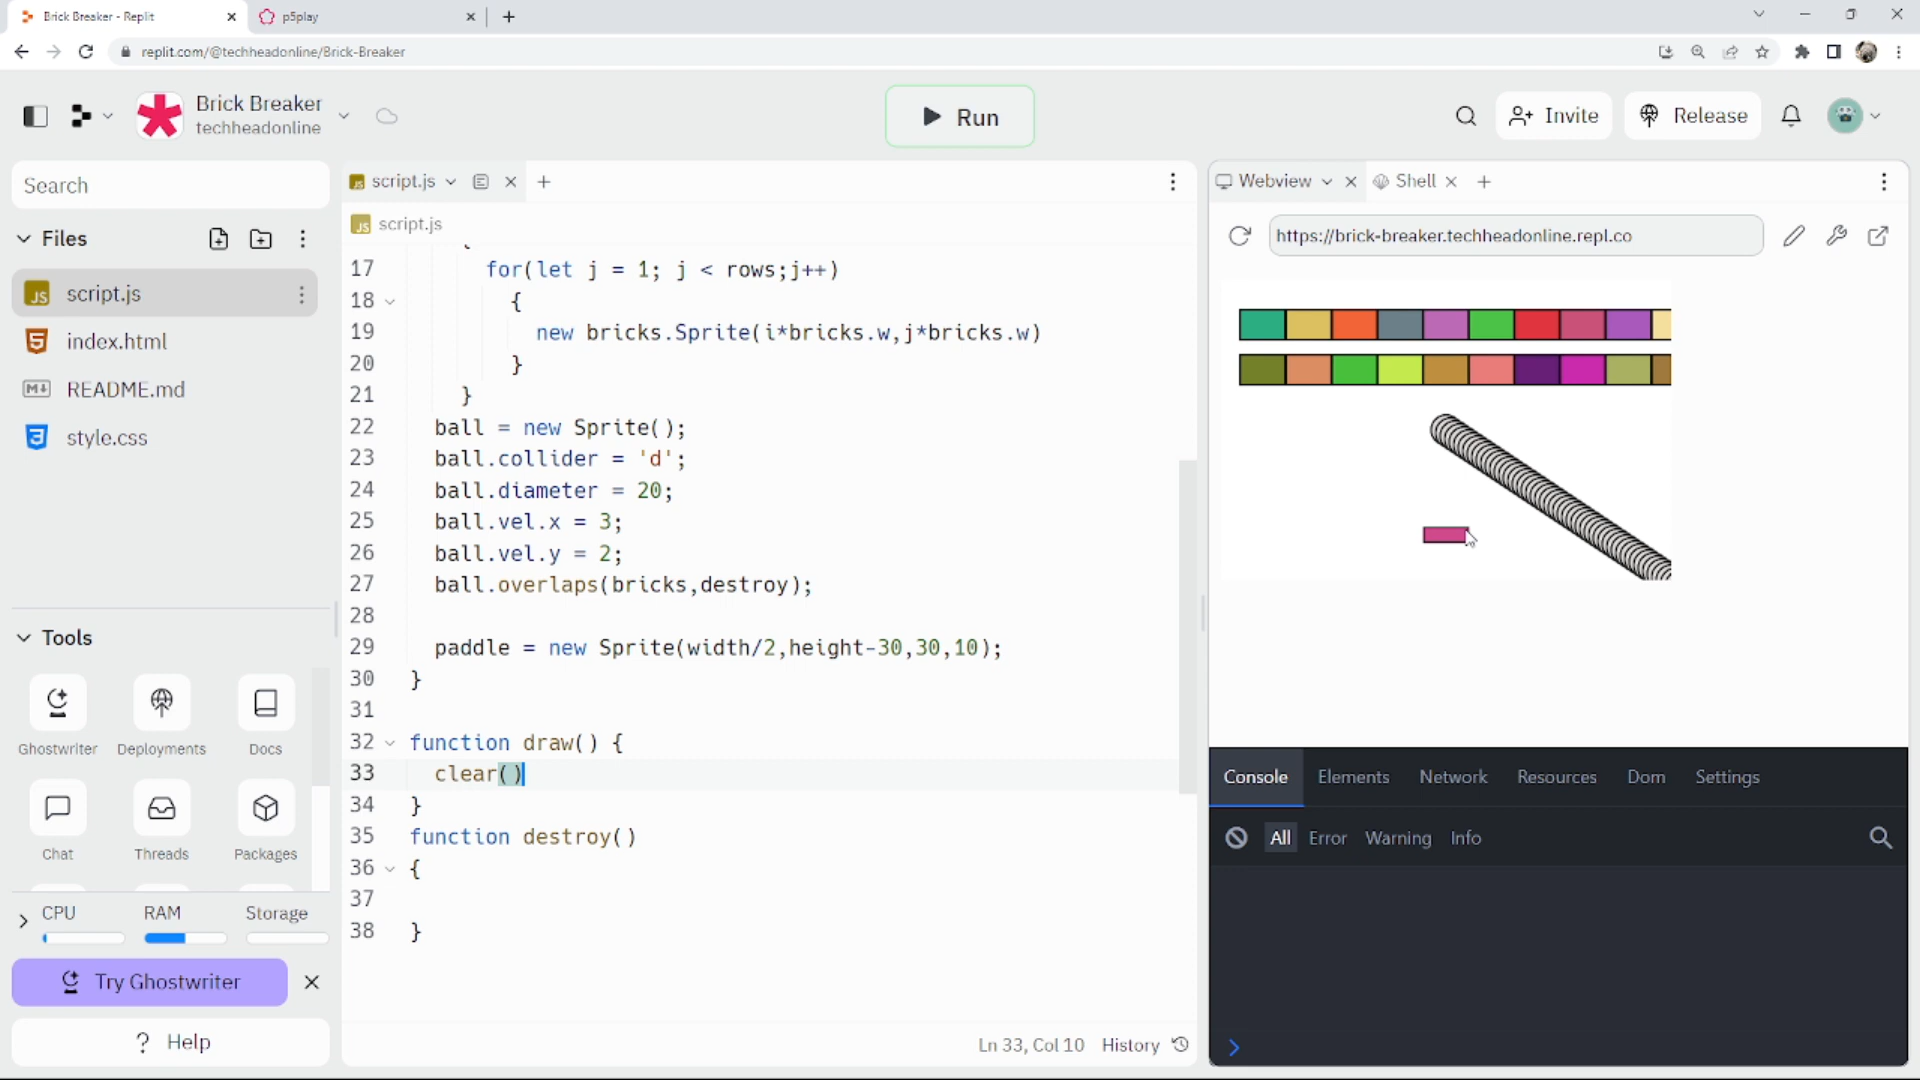 Brick Breaker - Replit
p5play
replit.com/@techheadonline/Brick-Breaker
Brick Breaker
techheadonline
Run
Invite
Release
Search
Files
script.js
index.html
README.md
style.css
Tools
Ghostwriter
Deployments
Docs
Chat
Threads
Packages
CPU
RAM
Storage
Try Ghostwriter
? Help
script.js
script.js
17 for(let j = 1; j < rows;j++)
18 {
19 new bricks.Sprite(i*bricks.w,j*bricks.w)
20 }
21 }
22 ball = new Sprite();
23 ball.collider = 'd';
24 ball.diameter = 20;
25 ball.vel.x = 3;
26 ball.vel.y = 2;
27 ball.overlaps(bricks,destroy);
28
29 paddle = new Sprite(width/2,height-30,30,10);
30 }
31
32 function draw() {
33 clear()
34 }
35 function destroy()
36 {
37
38 }
Ln 33, Col 10 History
Webview
Shell
https://brick-breaker.techheadonline.repl.co
Console Elements Network Resources Dom Settings
All Error Warning Info